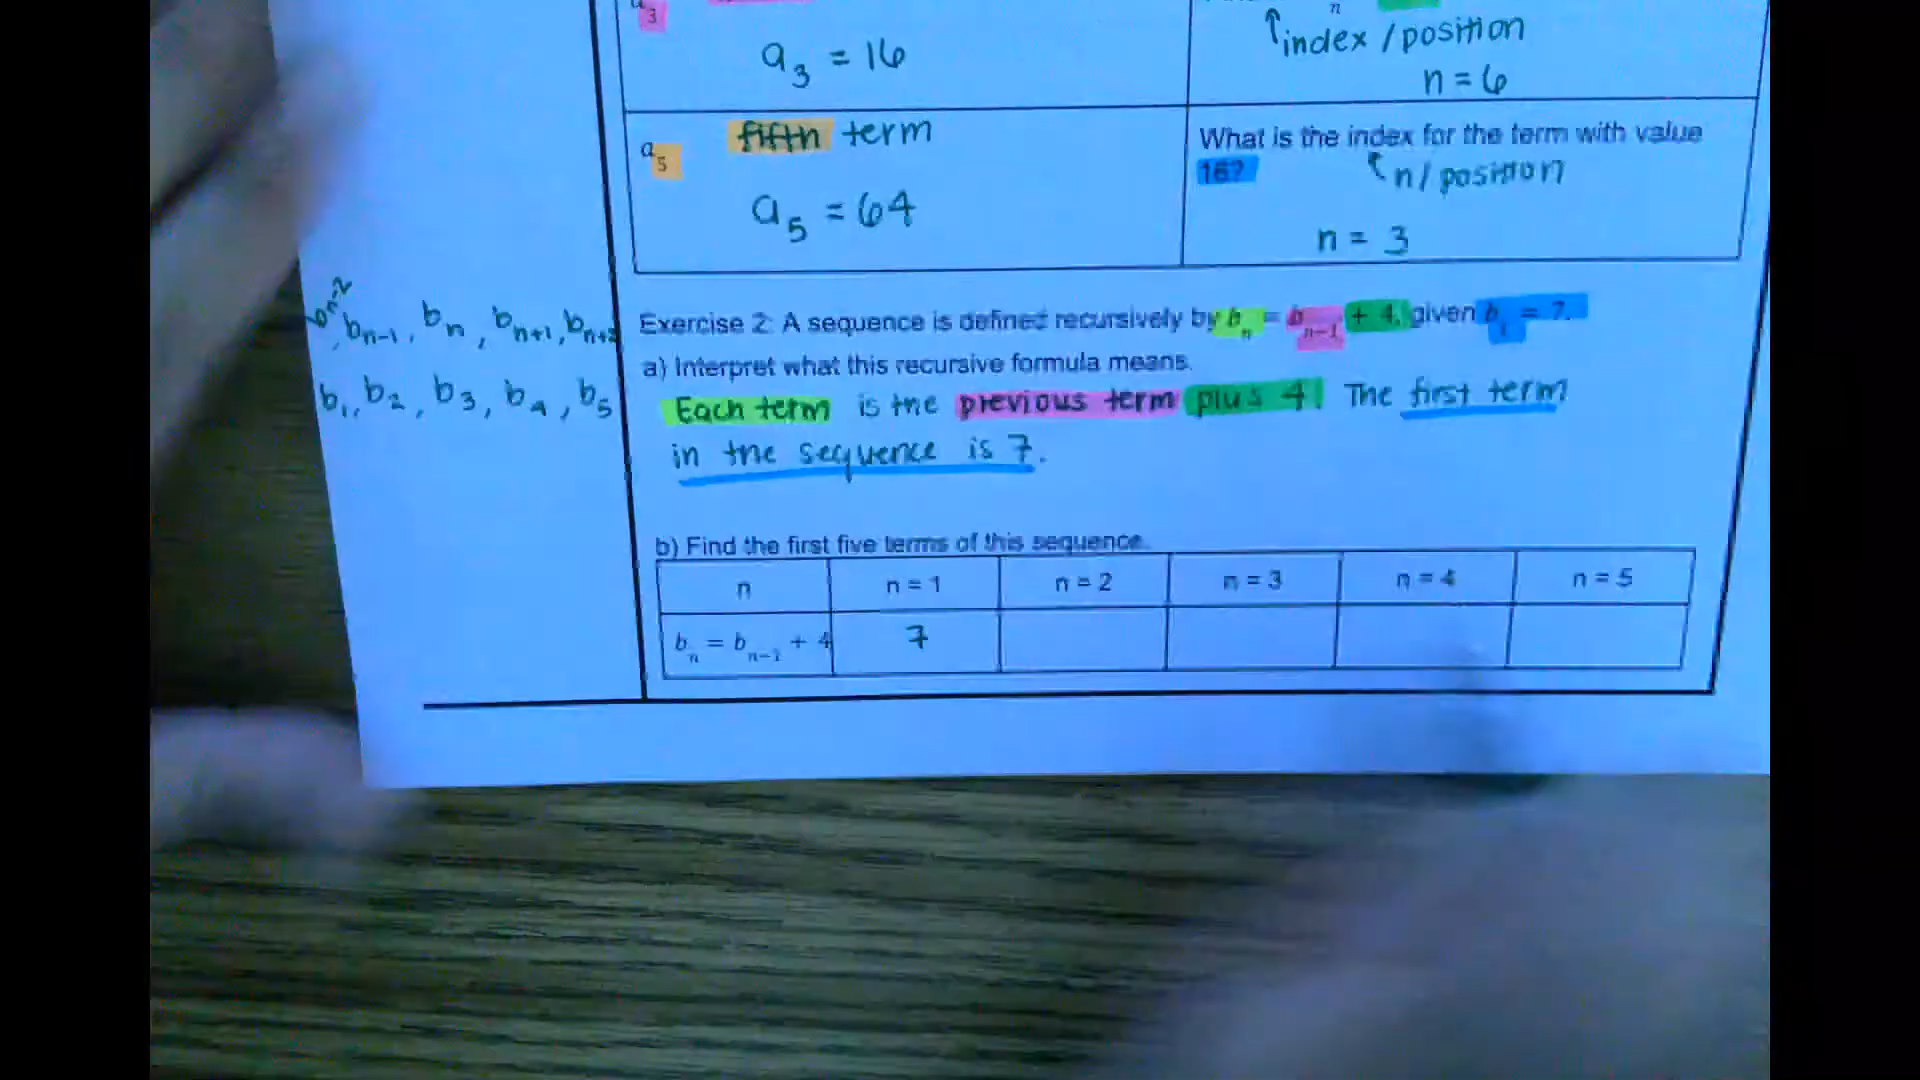 a3
a3 = 16
n
index / position
n = 6
a5 fifth term
a5 = 64
What is the index for the term with value
16? n / position
n = 3
bn-2, bn-1, bn, bn+1, bn+2
b1, b2, b3, b4, b5
Exercise 2: A sequence is defined recursively by bn = bn-1 + 4, given b1 = 7.
a) Interpret what this recursive formula means.
Each term is the previous term plus 4. The first term
in the sequence is 7.
b) Find the first five terms of this sequence.
n n = 1 n = 2 n = 3 n = 4 n = 5
bn = bn-1 + 4 7